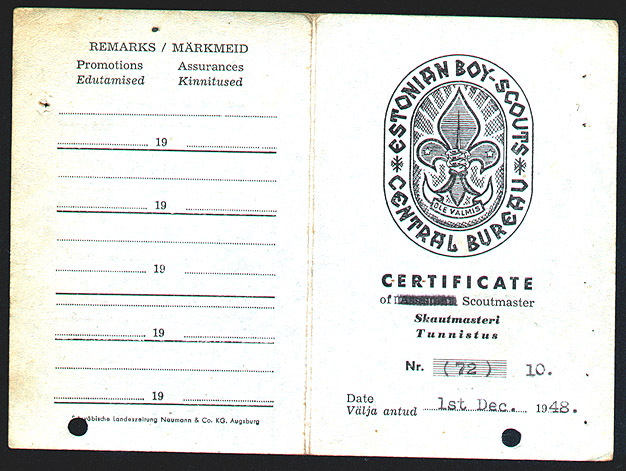 REMARKS / MÄRKMEID
Promotions Assurances
Edutamised Kinnitused
19
19
19
19
19
Schwäbische Landeszeitung Naumann & Co. KG. Augsburg
ESTONIAN BOY-SCOUTS
CENTRAL BUREAU
OLE VALMIS
CERTIFICATE
of Scoutmaster
Skautmasteri
Tunnistus
Nr. (72) 10.
Date
Välja antud 1st Dec. 1948.